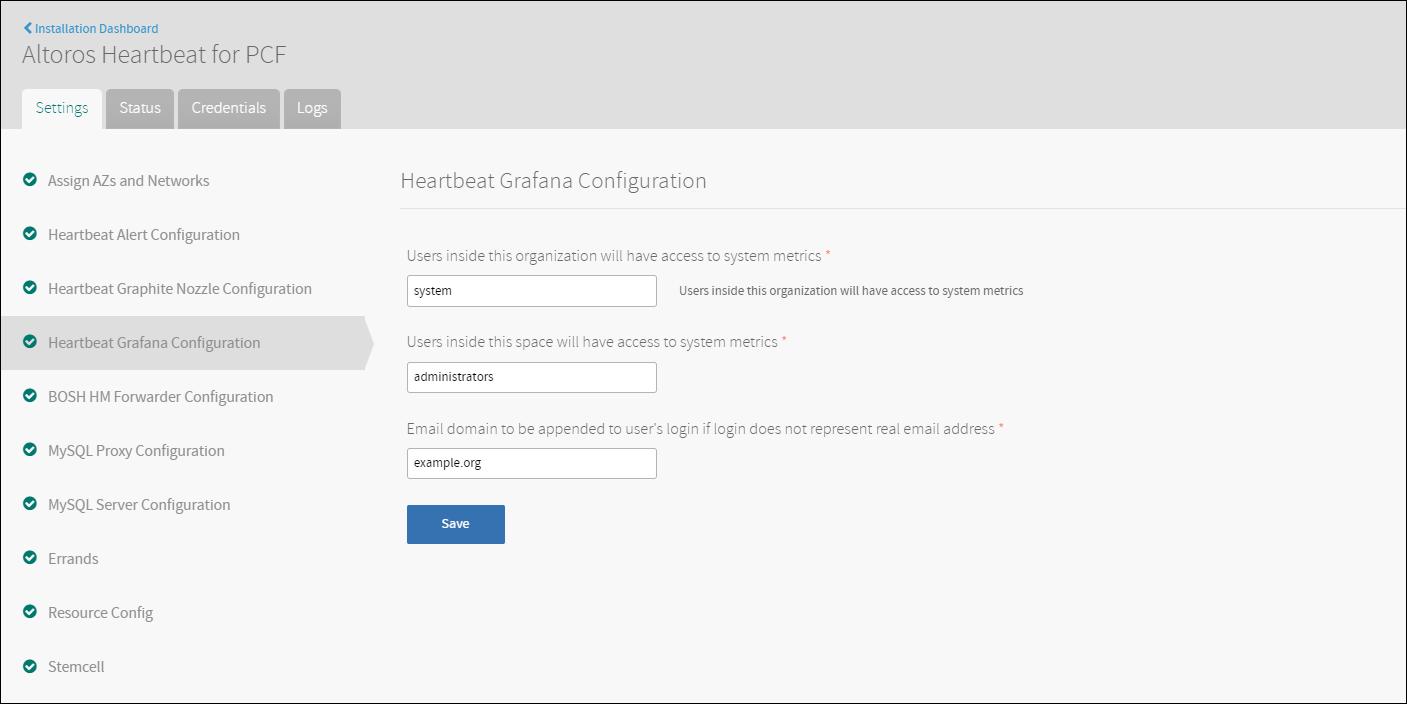 Installation Dashboard
Altoros Heartbeat for PCF
Settings Status Credentials Logs
Assign AZs and Networks
Heartbeat Alert Configuration
Heartbeat Graphite Nozzle Configuration
Heartbeat Grafana Configuration
BOSH HM Forwarder Configuration
MySQL Proxy Configuration
MySQL Server Configuration
Errands
Resource Config
Stemcell
Heartbeat Grafana Configuration
Users inside this organization will have access to system metrics *
system
Users inside this organization will have access to system metrics
Users inside this space will have access to system metrics *
administrators
Email domain to be appended to user's login if login does not represent real email address *
example.org
Save